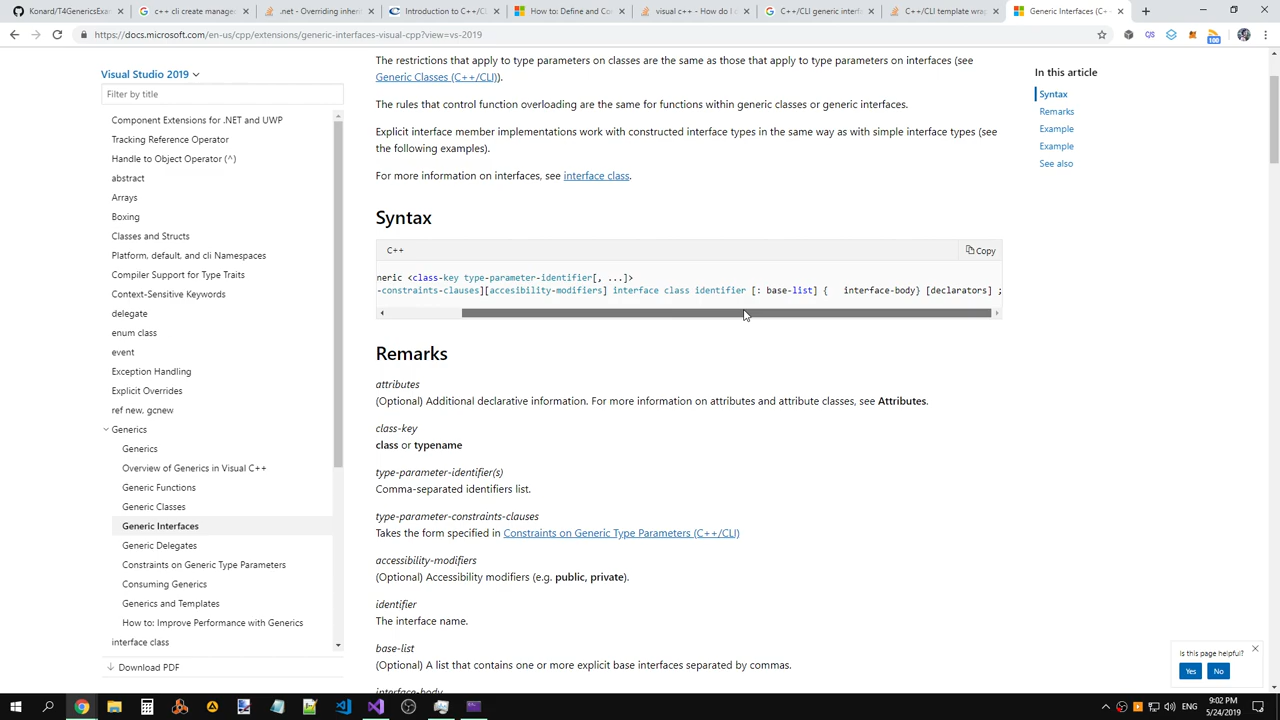 Konard/T4GenericsExam
c++ cli create manage
.net - Overriding inheri
Introduction to C++/CL
How to: Define and Co
visual c++ - How do I d
C++/CLI generic interf
C++/CLI template wrap
Generic Interfaces (C+
https://docs.microsoft.com/en-us/cpp/extensions/generic-interfaces-visual-cpp?view=vs-2019
Visual Studio 2019
Filter by title
Component Extensions for .NET and UWP
Tracking Reference Operator
Handle to Object Operator (^)
abstract
Arrays
Boxing
Classes and Structs
Platform, default, and cli Namespaces
Compiler Support for Type Traits
Context-Sensitive Keywords
delegate
enum class
event
Exception Handling
Explicit Overrides
ref new, gcnew
Generics
Generics
Overview of Generics in Visual C++
Generic Functions
Generic Classes
Generic Interfaces
Generic Delegates
Constraints on Generic Type Parameters
Consuming Generics
Generics and Templates
How to: Improve Performance with Generics
interface class
Download PDF
The restrictions that apply to type parameters on classes are the same as those that apply to type parameters on interfaces (see
Generic Classes (C++/CLI)).
The rules that control function overloading are the same for functions within generic classes or generic interfaces.
Explicit interface member implementations work with constructed interface types in the same way as with simple interface types (see
the following examples).
For more information on interfaces, see interface class.
Syntax
C++
Copy
neric <class-key type-parameter-identifier[, ...]>
-constraints-clauses][accesibility-modifiers] interface class identifier [: base-list] {   interface-body} [declarators] ;
Remarks
attributes
(Optional) Additional declarative information. For more information on attributes and attribute classes, see Attributes.
class-key
class or typename
type-parameter-identifier(s)
Comma-separated identifiers list.
type-parameter-constraints-clauses
Takes the form specified in Constraints on Generic Type Parameters (C++/CLI)
accessibility-modifiers
(Optional) Accessibility modifiers (e.g. public, private).
identifier
The interface name.
base-list
(Optional) A list that contains one or more explicit base interfaces separated by commas.
interface-body
In this article
Syntax
Remarks
Example
Example
See also
Is this page helpful?
Yes
No
100
ENG
9:02 PM
5/24/2019